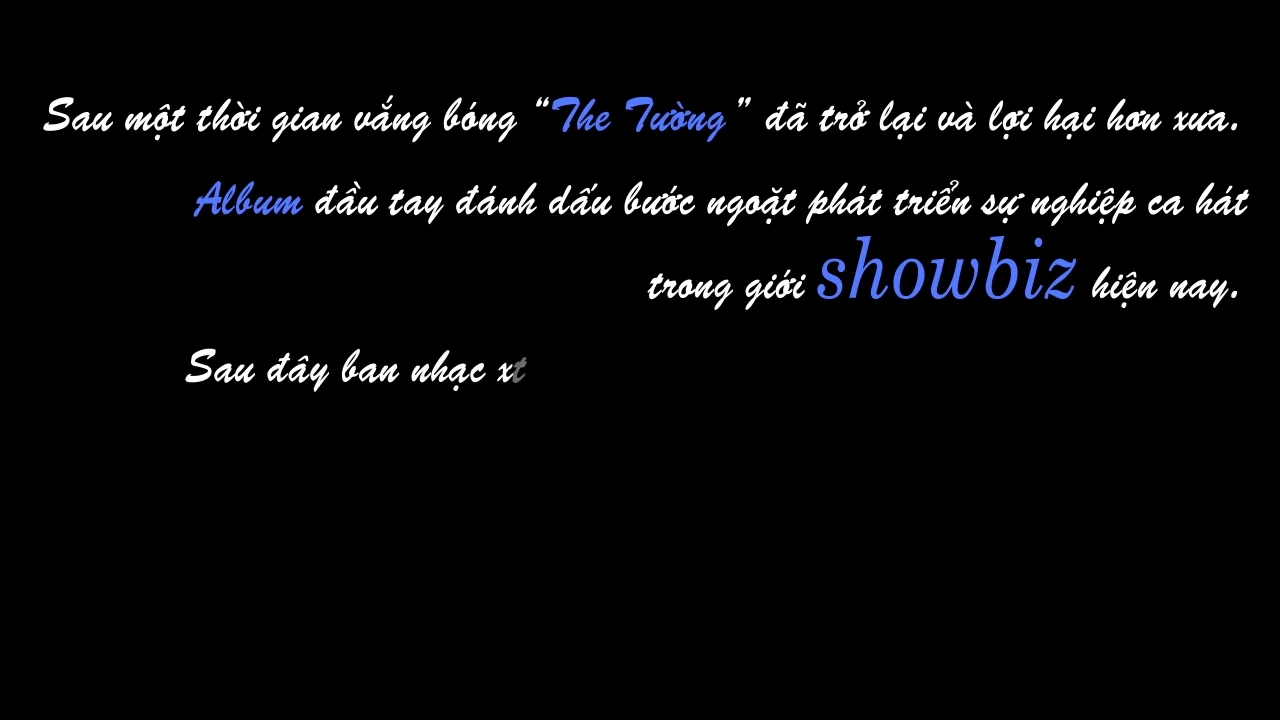 Sau một thời gian vắng bóng “The Tường” đã trở lại và lợi hại hơn xưa.
Album đầu tay đánh dấu bước ngoặt phát triển sự nghiệp ca hát
trong giới showbiz hiện nay.
Sau đây ban nhạc